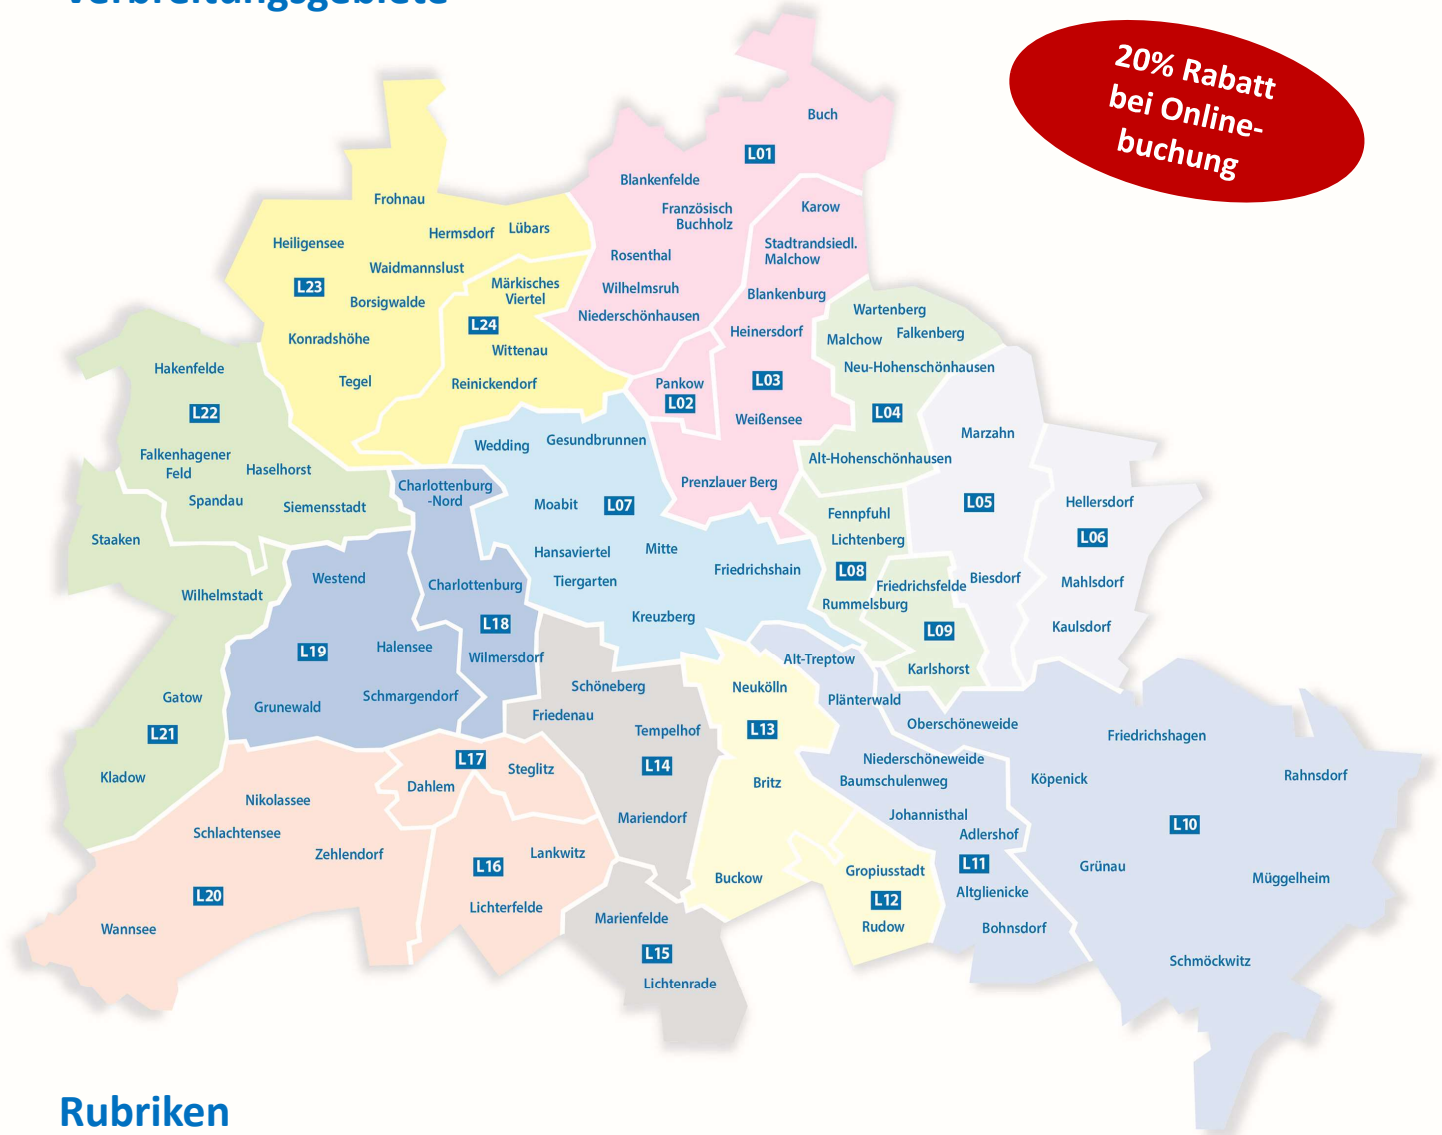 Verbreitungsgebiete
20% Rabatt
bei Online-
buchung
Buch
L01
Blankenfelde
Französisch
Buchholz
Rosenthal
Wilhelmsruh
Niederschönhausen
Karow
Stadtrandsiedl.
Malchow
Blankenburg
Heinersdorf
L03
Weißensee
Prenzlauer Berg
Pankow
L02
Frohnau
Hermsdorf
Lübars
Heiligensee
Waidmannslust
L23
Borsigwalde
Konradshöhe
Tegel
Märkisches
Viertel
L24
Wittenau
Reinickendorf
Wartenberg
Malchow
Falkenberg
Neu-Hohenschönhausen
L04
Alt-Hohenschönhausen
Marzahn
L05
Biesdorf
Hellersdorf
L06
Mahlsdorf
Kaulsdorf
Hakenfelde
L22
Falkenhagener
Feld
Haselhorst
Spandau
Siemensstadt
Staaken
Wilhelmstadt
Gatow
L21
Kladow
Charlottenburg
-Nord
Charlottenburg
L18
Wilmersdorf
Westend
L19
Halensee
Schmargendorf
Grunewald
Wedding
Gesundbrunnen
Moabit
L07
Hansaviertel
Mitte
Tiergarten
Friedrichshain
Kreuzberg
Fennpfuhl
Lichtenberg
L08
Rummelsburg
Friedrichsfelde
L09
Karlshorst
Schöneberg
Friedenau
Tempelhof
L14
Mariendorf
Neukölln
L13
Britz
Buckow
Alt-Treptow
Plänterwald
Niederschöneweide
Baumschulenweg
Johannisthal
Adlershof
L11
Altglienicke
Bohnsdorf
Oberschöneweide
Friedrichshagen
Köpenick
Rahnsdorf
L10
Grünau
Müggelheim
Schmöckwitz
L17
Dahlem
Steglitz
Nikolassee
Schlachtensee
Zehlendorf
L20
Wannsee
L16
Lankwitz
Lichterfelde
Marienfelde
L15
Lichtenrade
Gropiusstadt
L12
Rudow
Rubriken